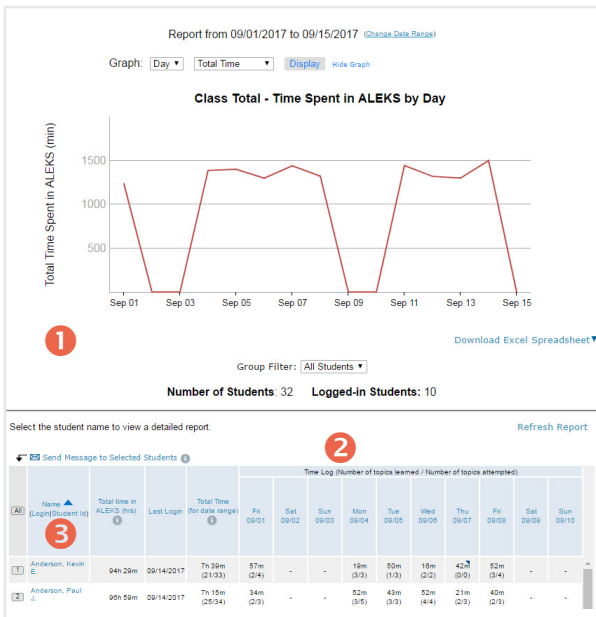 Report from 09/01/2017 to 09/15/2017 (Change Date Range)
Graph: Day Total Time Display Hide Graph
Class Total - Time Spent in ALEKS by Day
Total Time Spent in ALEKS (min)
1500
1000
500
Sep 01 Sep 03 Sep 05 Sep 07 Sep 09 Sep 11 Sep 13 Sep 15
1
Download Excel Spreadsheet
Group Filter: All Students
Number of Students: 32 Logged-in Students: 10
Select the student name to view a detailed report. Refresh Report
Send Message to Selected Students i
2
Time Log (Number of topics learned / Number of topics attempted)
All Name (Login|Student Id) Total time in ALEKS (hrs) i Last Login Total Time (for date range) i Fri 09/01 Sat 09/02 Sun 09/03 Mon 09/04 Tue 09/05 Wed 09/06 Thu 09/07 Fri 09/08 Sat 09/09 Sun 09/10
3
1 Anderson, Kevin E. 94h 29m 09/14/2017 7h 39m (21/33) 57m (2/4) - - 19m (3/3) 50m (1/3) 16m (2/2) 42m (0/0) 52m (3/4) - -
2 Anderson, Paul J. 96h 59m 09/14/2017 7h 15m (25/34) 34m (2/3) - - 52m (3/5) 43m (3/3) 52m (4/4) 21m (2/3) 40m (2/3) - -